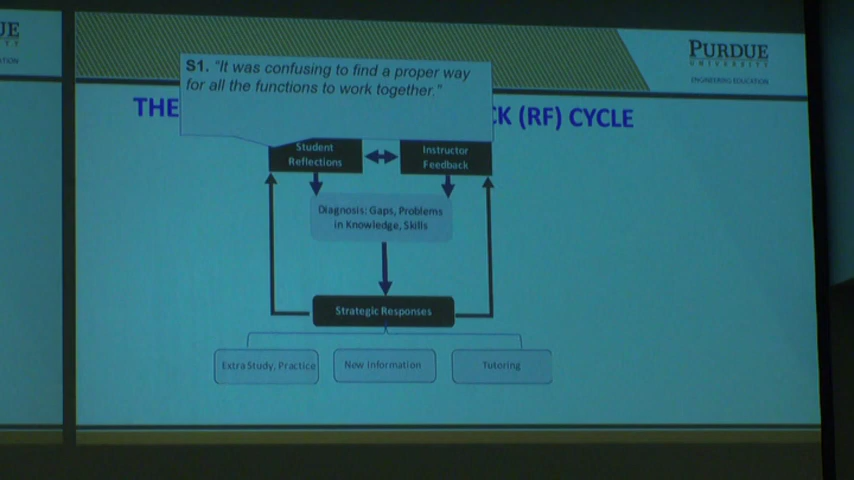 UE
PURDUE
UNIVERSITY
ENGINEERING EDUCATION
S1. "It was confusing to find a proper way
for all the functions to work together."
THE CK (RF) CYCLE
Student
Reflections
Instructor
Feedback
Diagnosis: Gaps, Problems
in Knowledge, Skills
Strategic Responses
Extra Study, Practice
New Information
Tutoring